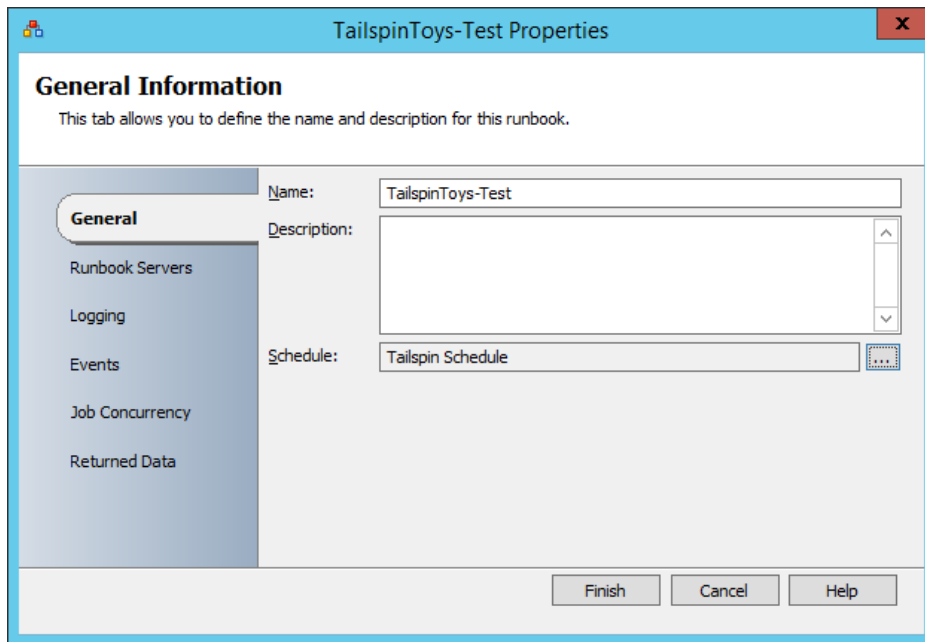 TailspinToys-Test Properties
x
General Information
This tab allows you to define the name and description for this runbook.
General
Runbook Servers
Logging
Events
Job Concurrency
Returned Data
Name:
TailspinToys-Test
Description:
Schedule:
Tailspin Schedule
...
Finish
Cancel
Help